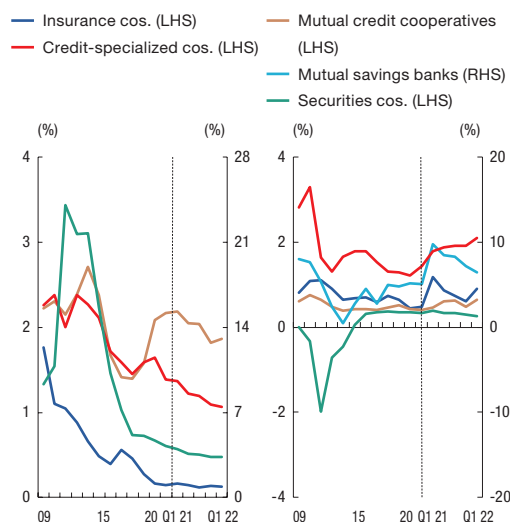 Insurance cos. (LHS)
Credit-specialized cos. (LHS)
Mutual credit cooperatives
(LHS)
Mutual savings banks (RHS)
Securities cos. (LHS)
(%) (%)
4 28
3 21
2 14
1 7
0 0
09 15 20 Q1 21 Q1 22
(%) (%)
4 20
2 10
0 0
-2 -10
-4 -20
09 15 20 Q1 21 Q1 22